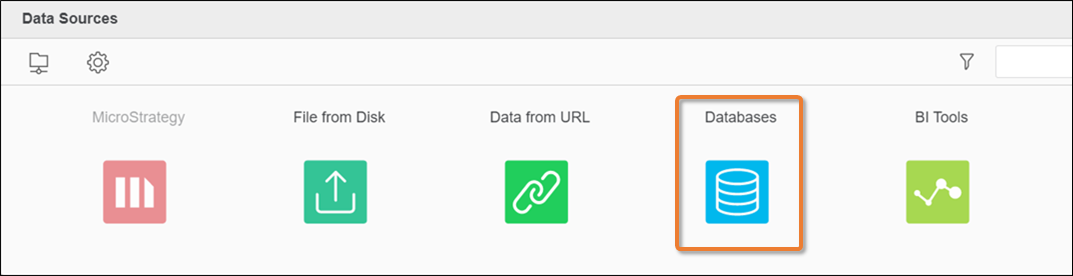 Data Sources
MicroStrategy
File from Disk
Data from URL
Databases
BI Tools